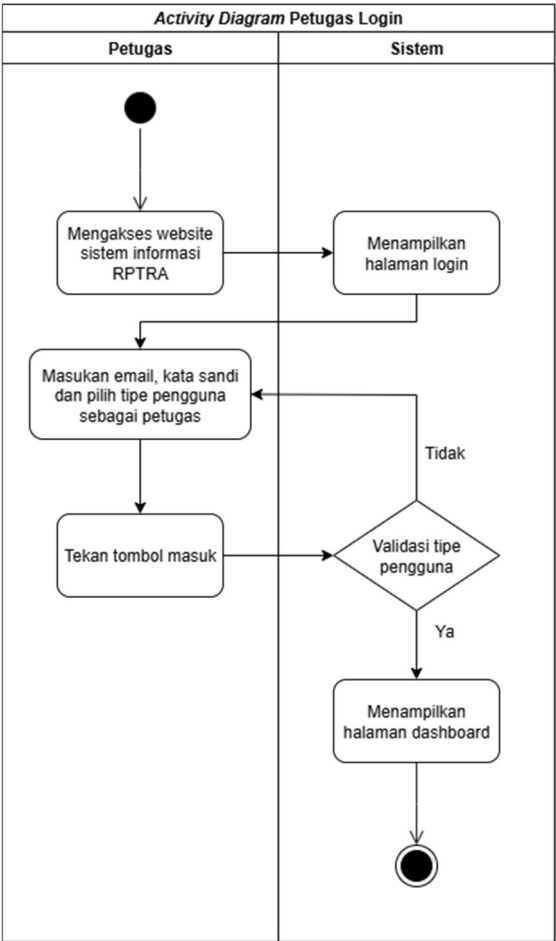 Activity Diagram Petugas Login
Petugas
Sistem
Mengakses website
sistem informasi
RPTRA
Menampilkan
halaman login
Masukan email, kata sandi
dan pilih tipe pengguna
sebagai petugas
Tidak
Tekan tombol masuk
Validasi tipe
pengguna
Ya
Menampilkan
halaman dashboard